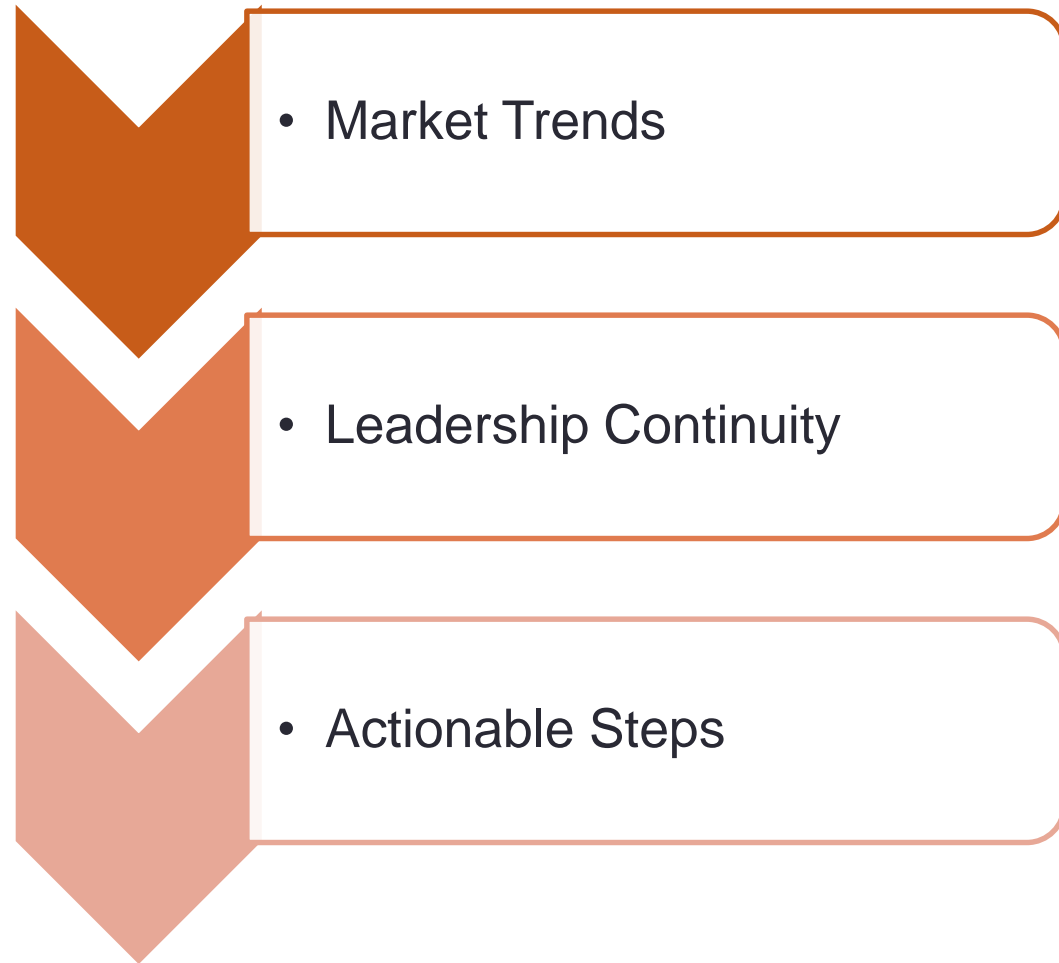 • Market Trends
• Leadership Continuity
• Actionable Steps